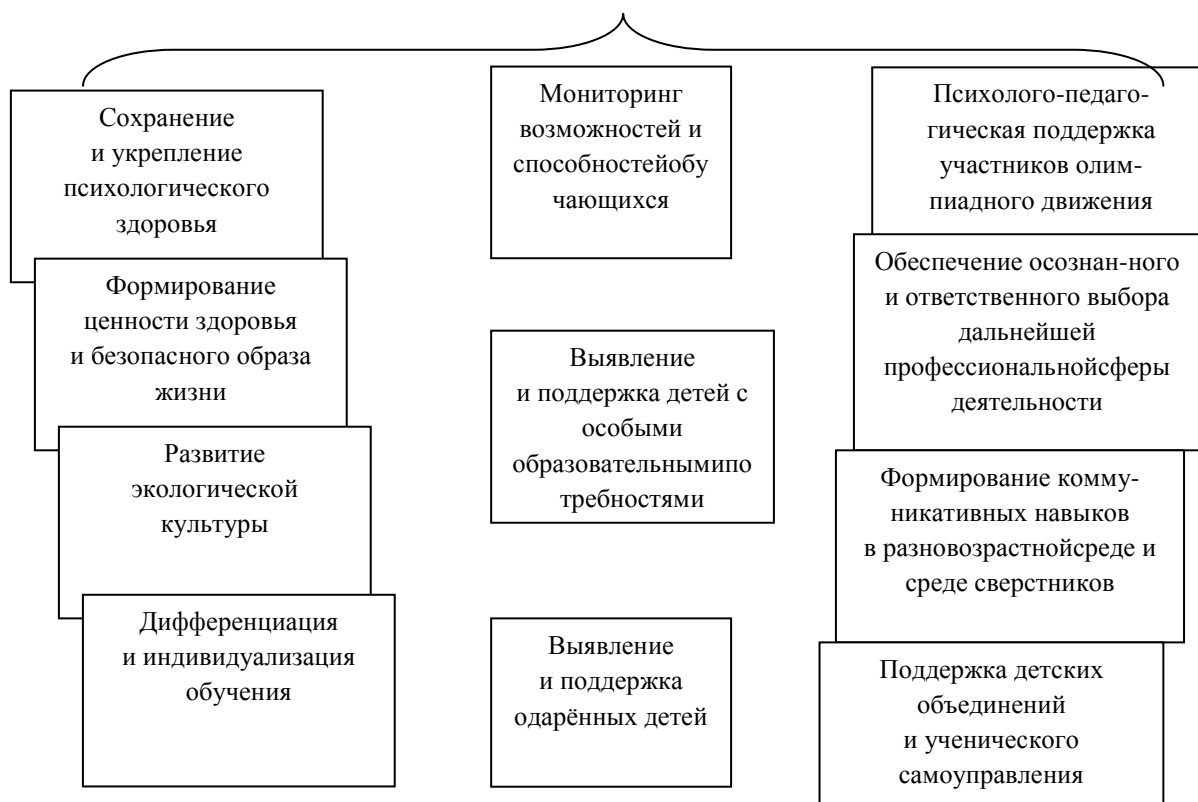 Сохранение
и укрепление
психологического
здоровья
Формирование
ценности здоровья
и безопасного образа
жизни
Развитие
экологической
культуры
Дифференциация
и индивидуализация
обучения
Мониторинг
возможностей и
способностейобу
чающихся
Выявление
и поддержка детей с
особыми
образовательнымипо
требностями
Выявление
и поддержка
одарённых детей
Психолого-педаго-
гическая поддержка
участников олим-
пиадного движения
Обеспечение осознан-ного
и ответственного выбора
дальнейшей
профессиональнойсферы
деятельности
Формирование комму-
никативных навыков
в разновозрастнойсреде и
среде сверстников
Поддержка детских
объединений
и ученического
самоуправления